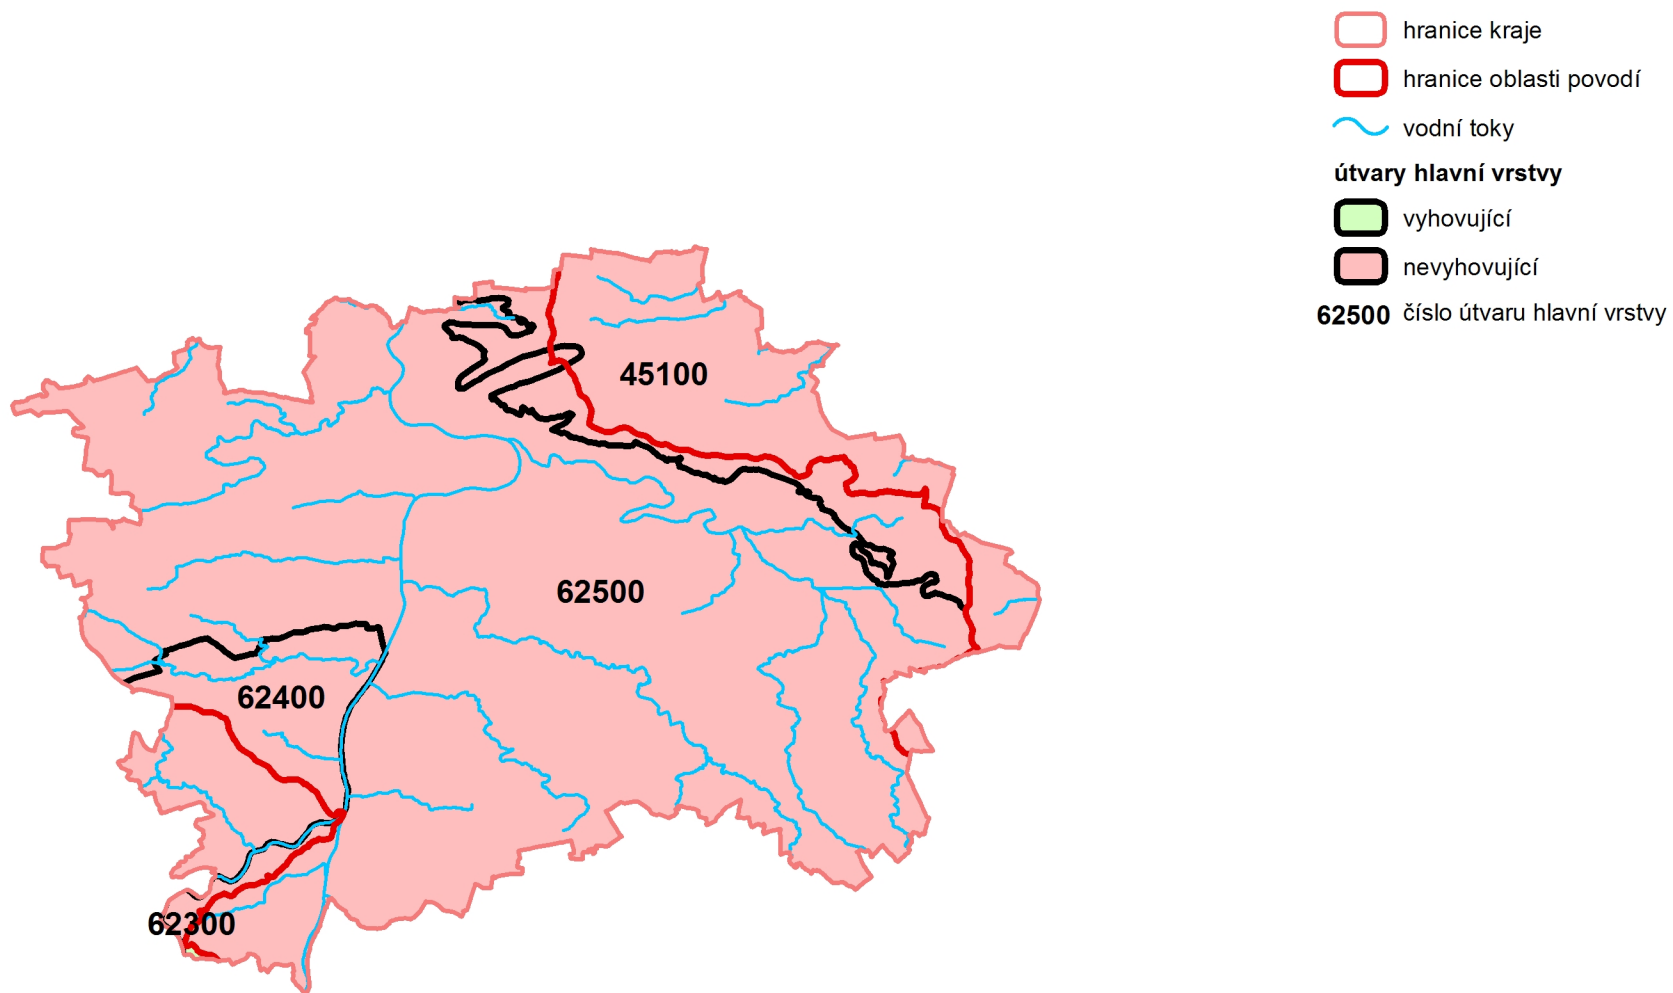 hranice kraje
hranice oblasti povodí
vodní toky
útvary hlavní vrstvy
vyhovující
nevyhovující
62500 číslo útvaru hlavní vrstvy
45100
62500
62400
62300